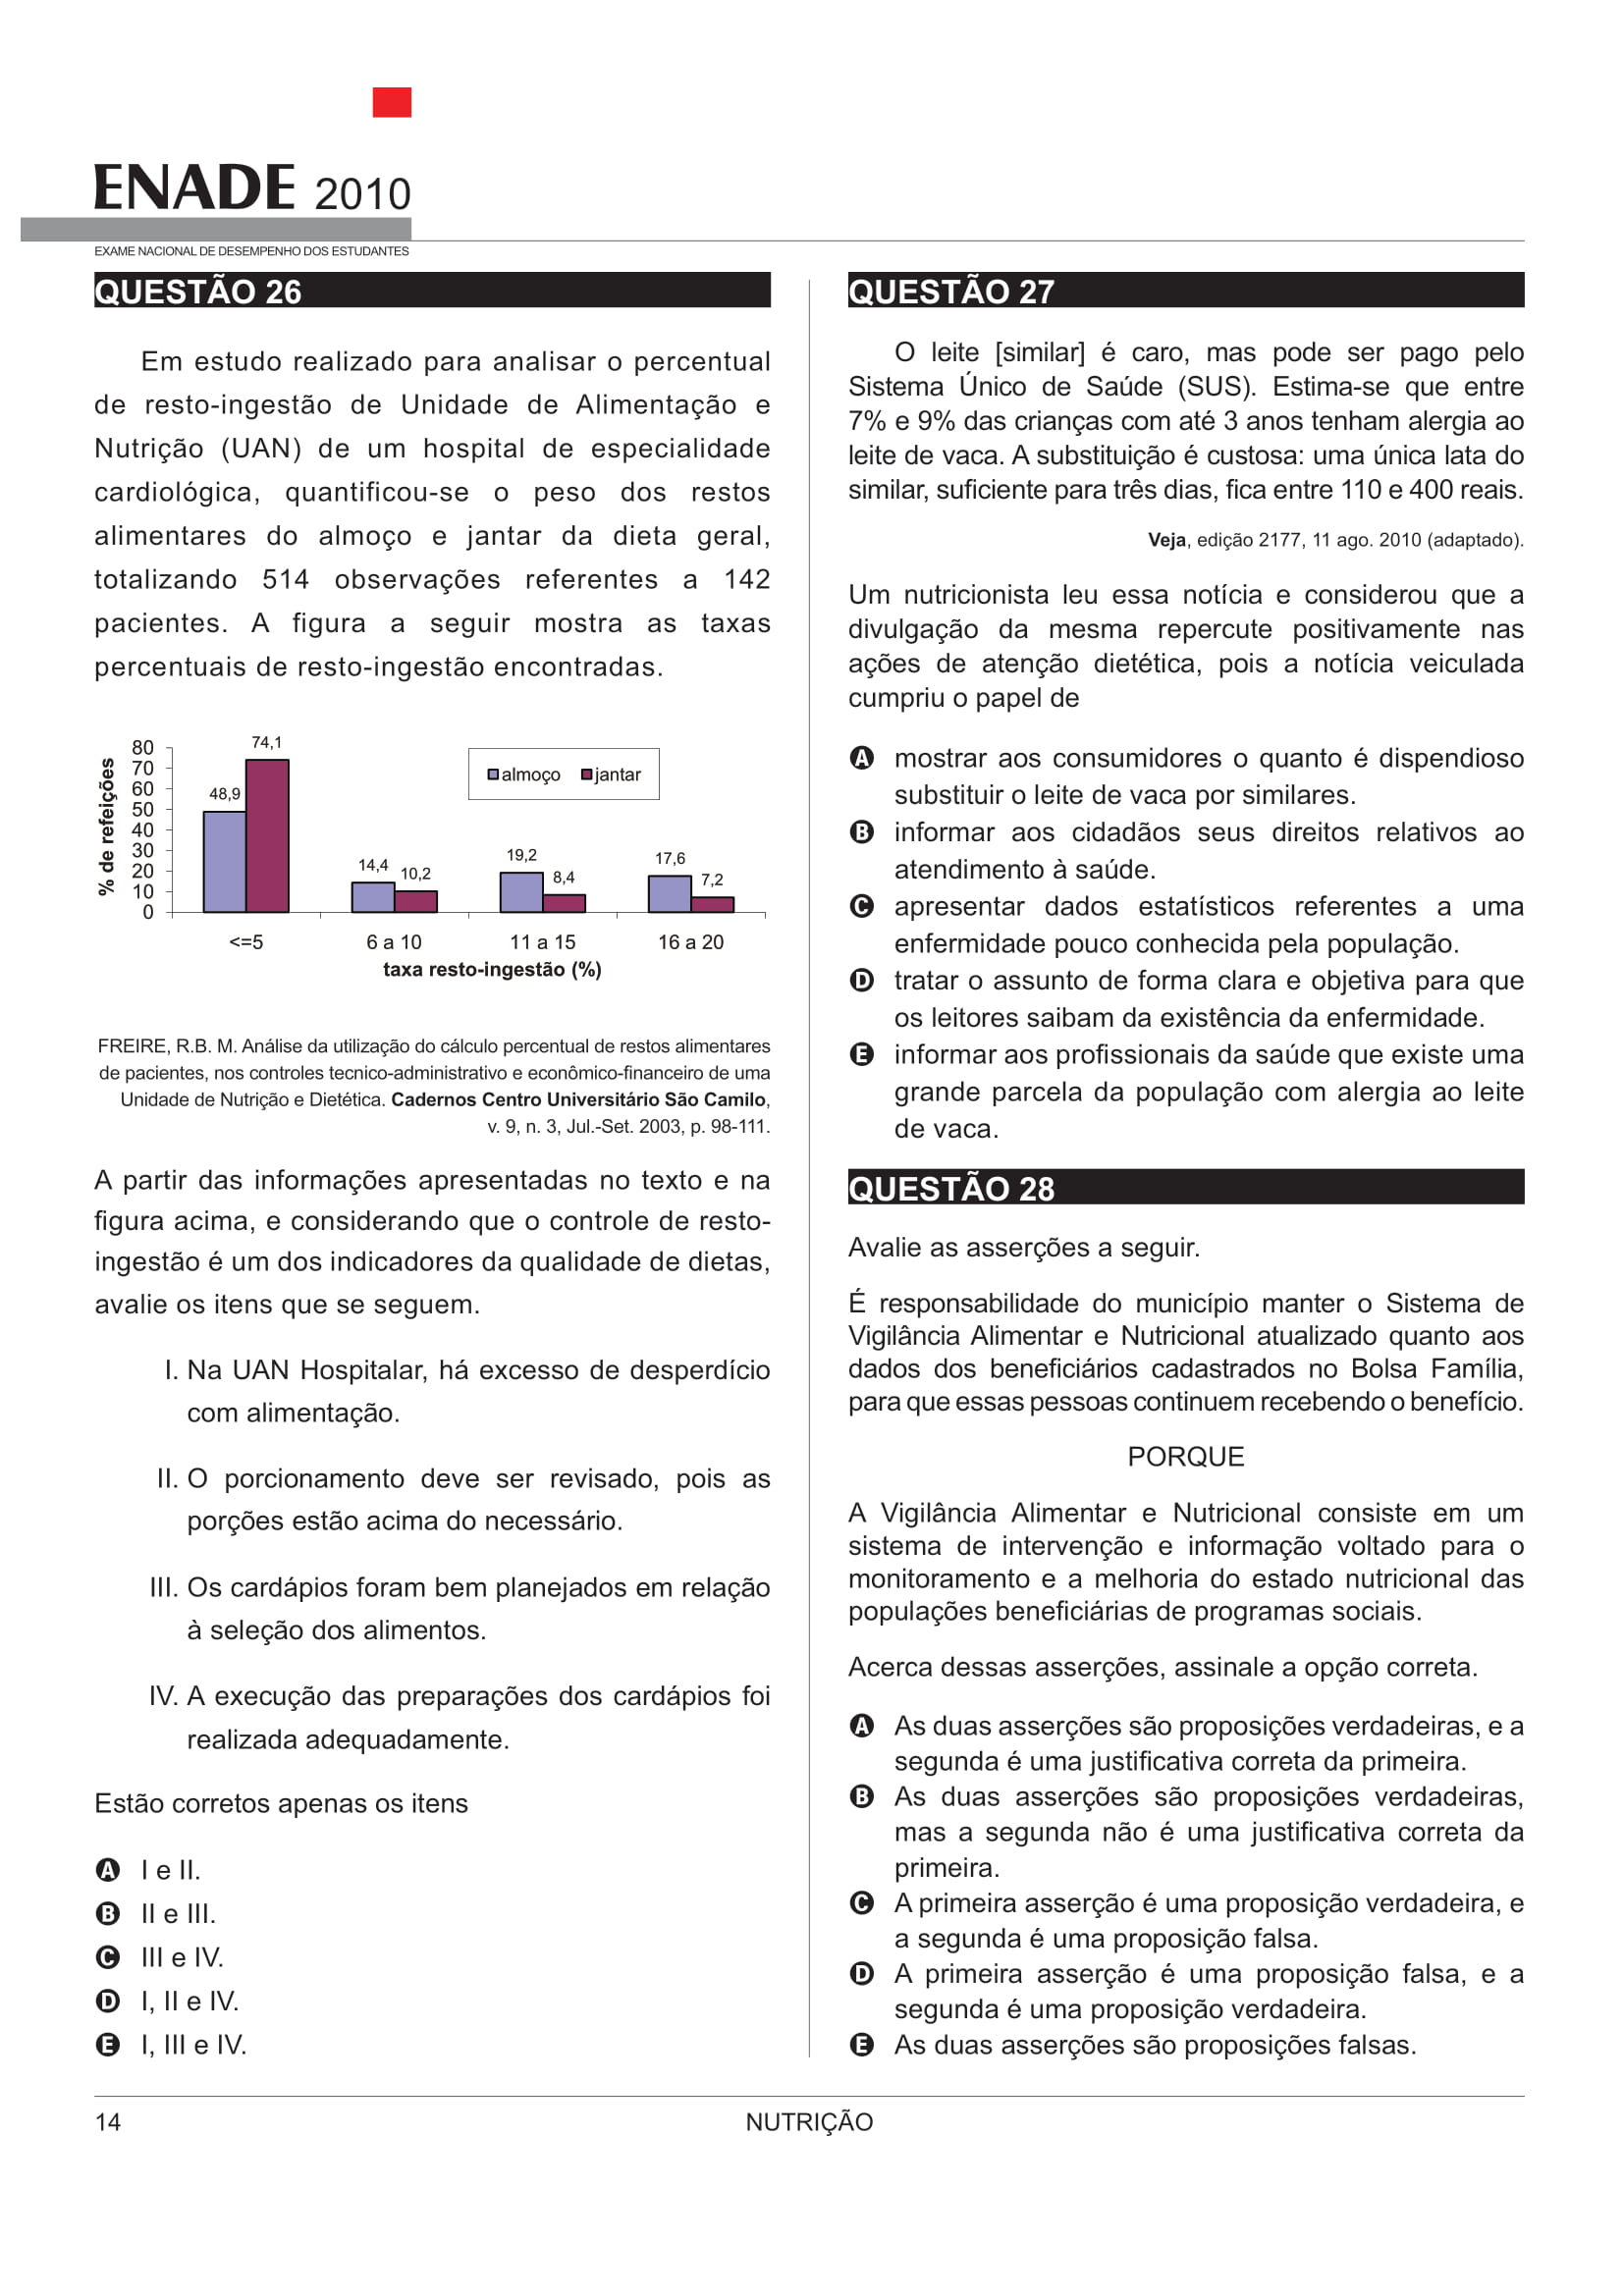 ENADE 2010
EXAME NACIONAL DE DESEMPENHO DOS ESTUDANTES
QUESTÃO 26
Em estudo realizado para analisar o percentual
de resto-ingestão de Unidade de Alimentação e
Nutrição (UAN) de um hospital de especialidade
cardiológica, quantificou-se o peso dos restos
alimentares do almoço e jantar da dieta geral,
totalizando 514 observações referentes a 142
pacientes. A figura a seguir mostra as taxas
percentuais de resto-ingestão encontradas.
% de refeições
80
70
60
50
40
30
20
10
0
48,9
74,1
14,4
10,2
19,2
8,4
17,6
7,2
almoço jantar
<=5 6 a 10 11 a 15 16 a 20
taxa resto-ingestão (%)
FREIRE, R.B. M. Análise da utilização do cálculo percentual de restos alimentares
de pacientes, nos controles tecnico-administrativo e econômico-financeiro de uma
Unidade de Nutrição e Dietética. Cadernos Centro Universitário São Camilo,
v. 9, n. 3, Jul.-Set. 2003, p. 98-111.
A partir das informações apresentadas no texto e na
figura acima, e considerando que o controle de resto-
ingestão é um dos indicadores da qualidade de dietas,
avalie os itens que se seguem.
I. Na UAN Hospitalar, há excesso de desperdício
com alimentação.
II. O porcionamento deve ser revisado, pois as
porções estão acima do necessário.
III. Os cardápios foram bem planejados em relação
à seleção dos alimentos.
IV. A execução das preparações dos cardápios foi
realizada adequadamente.
Estão corretos apenas os itens
A I e II.
B II e III.
C III e IV.
D I, II e IV.
E I, III e IV.
QUESTÃO 27
O leite [similar] é caro, mas pode ser pago pelo
Sistema Único de Saúde (SUS). Estima-se que entre
7% e 9% das crianças com até 3 anos tenham alergia ao
leite de vaca. A substituição é custosa: uma única lata do
similar, suficiente para três dias, fica entre 110 e 400 reais.
Veja, edição 2177, 11 ago. 2010 (adaptado).
Um nutricionista leu essa notícia e considerou que a
divulgação da mesma repercute positivamente nas
ações de atenção dietética, pois a notícia veiculada
cumpriu o papel de
A mostrar aos consumidores o quanto é dispendioso
substituir o leite de vaca por similares.
B informar aos cidadãos seus direitos relativos ao
atendimento à saúde.
C apresentar dados estatísticos referentes a uma
enfermidade pouco conhecida pela população.
D tratar o assunto de forma clara e objetiva para que
os leitores saibam da existência da enfermidade.
E informar aos profissionais da saúde que existe uma
grande parcela da população com alergia ao leite
de vaca.
QUESTÃO 28
Avalie as asserções a seguir.
É responsabilidade do município manter o Sistema de
Vigilância Alimentar e Nutricional atualizado quanto aos
dados dos beneficiários cadastrados no Bolsa Família,
para que essas pessoas continuem recebendo o benefício.
PORQUE
A Vigilância Alimentar e Nutricional consiste em um
sistema de intervenção e informação voltado para o
monitoramento e a melhoria do estado nutricional das
populações beneficiárias de programas sociais.
Acerca dessas asserções, assinale a opção correta.
A As duas asserções são proposições verdadeiras, e a
segunda é uma justificativa correta da primeira.
B As duas asserções são proposições verdadeiras,
mas a segunda não é uma justificativa correta da
primeira.
C A primeira asserção é uma proposição verdadeira, e
a segunda é uma proposição falsa.
D A primeira asserção é uma proposição falsa, e a
segunda é uma proposição verdadeira.
E As duas asserções são proposições falsas.
14
NUTRIÇÃO